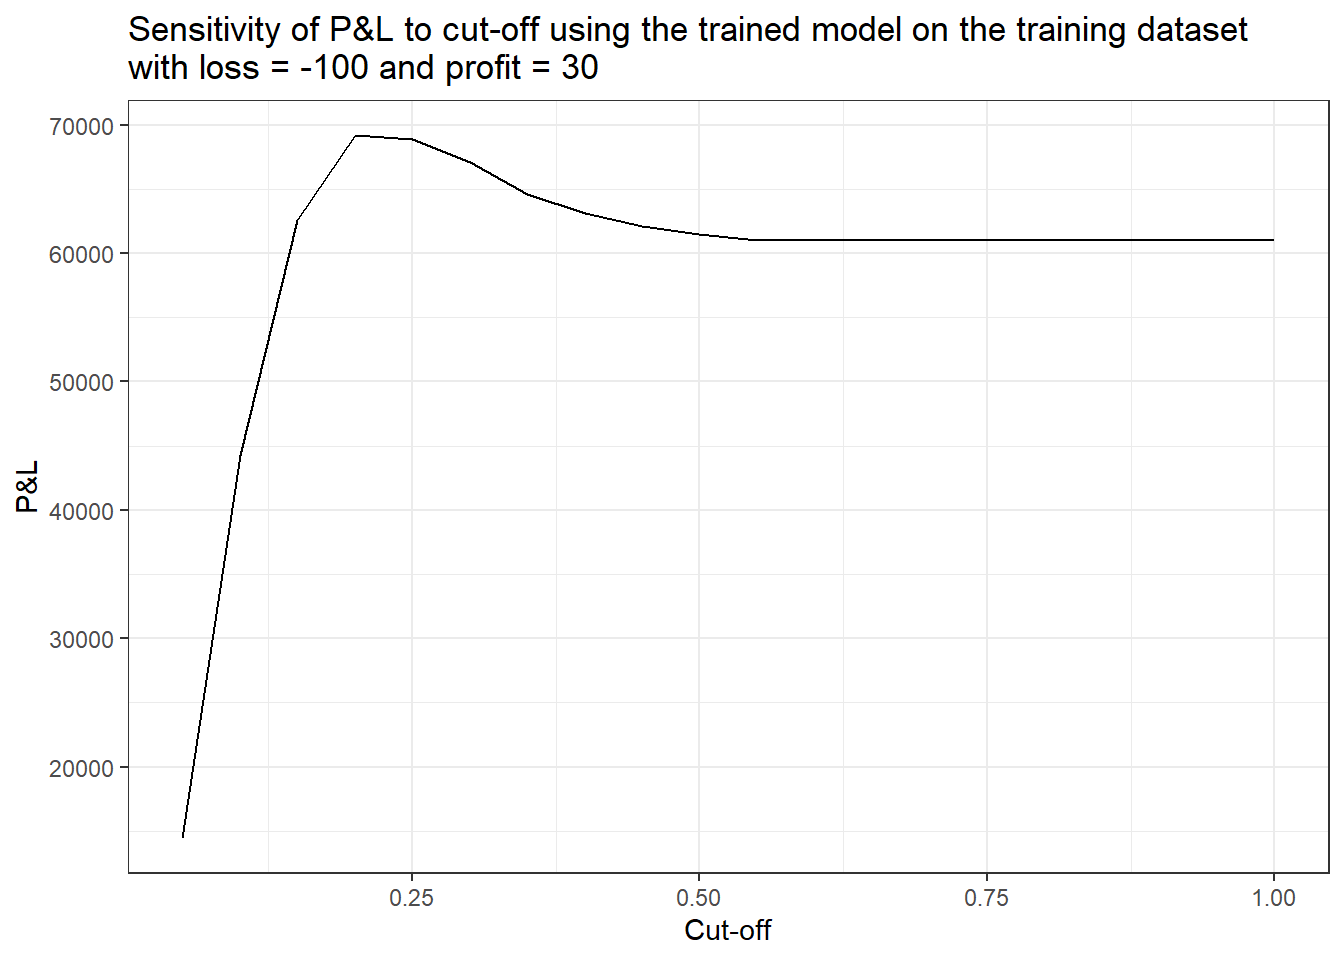 Sensitivity of P&L to cut-off using the trained model on the training dataset
with loss = -100 and profit = 30
70000
60000
50000
40000
30000
20000
P&L
0.25 0.50 0.75 1.00
Cut-off